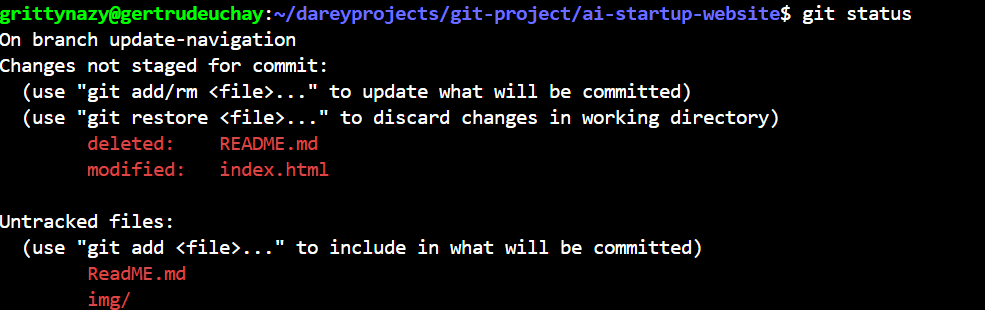 grittynazy@gertrudeuchay:~/dareyprojects/git-project/ai-startup-website$ git status
On branch update-navigation
Changes not staged for commit:
  (use "git add/rm <file>..." to update what will be committed)
  (use "git restore <file>..." to discard changes in working directory)
        deleted:    README.md
        modified:   index.html

Untracked files:
  (use "git add <file>..." to include in what will be committed)
        ReadME.md
        img/